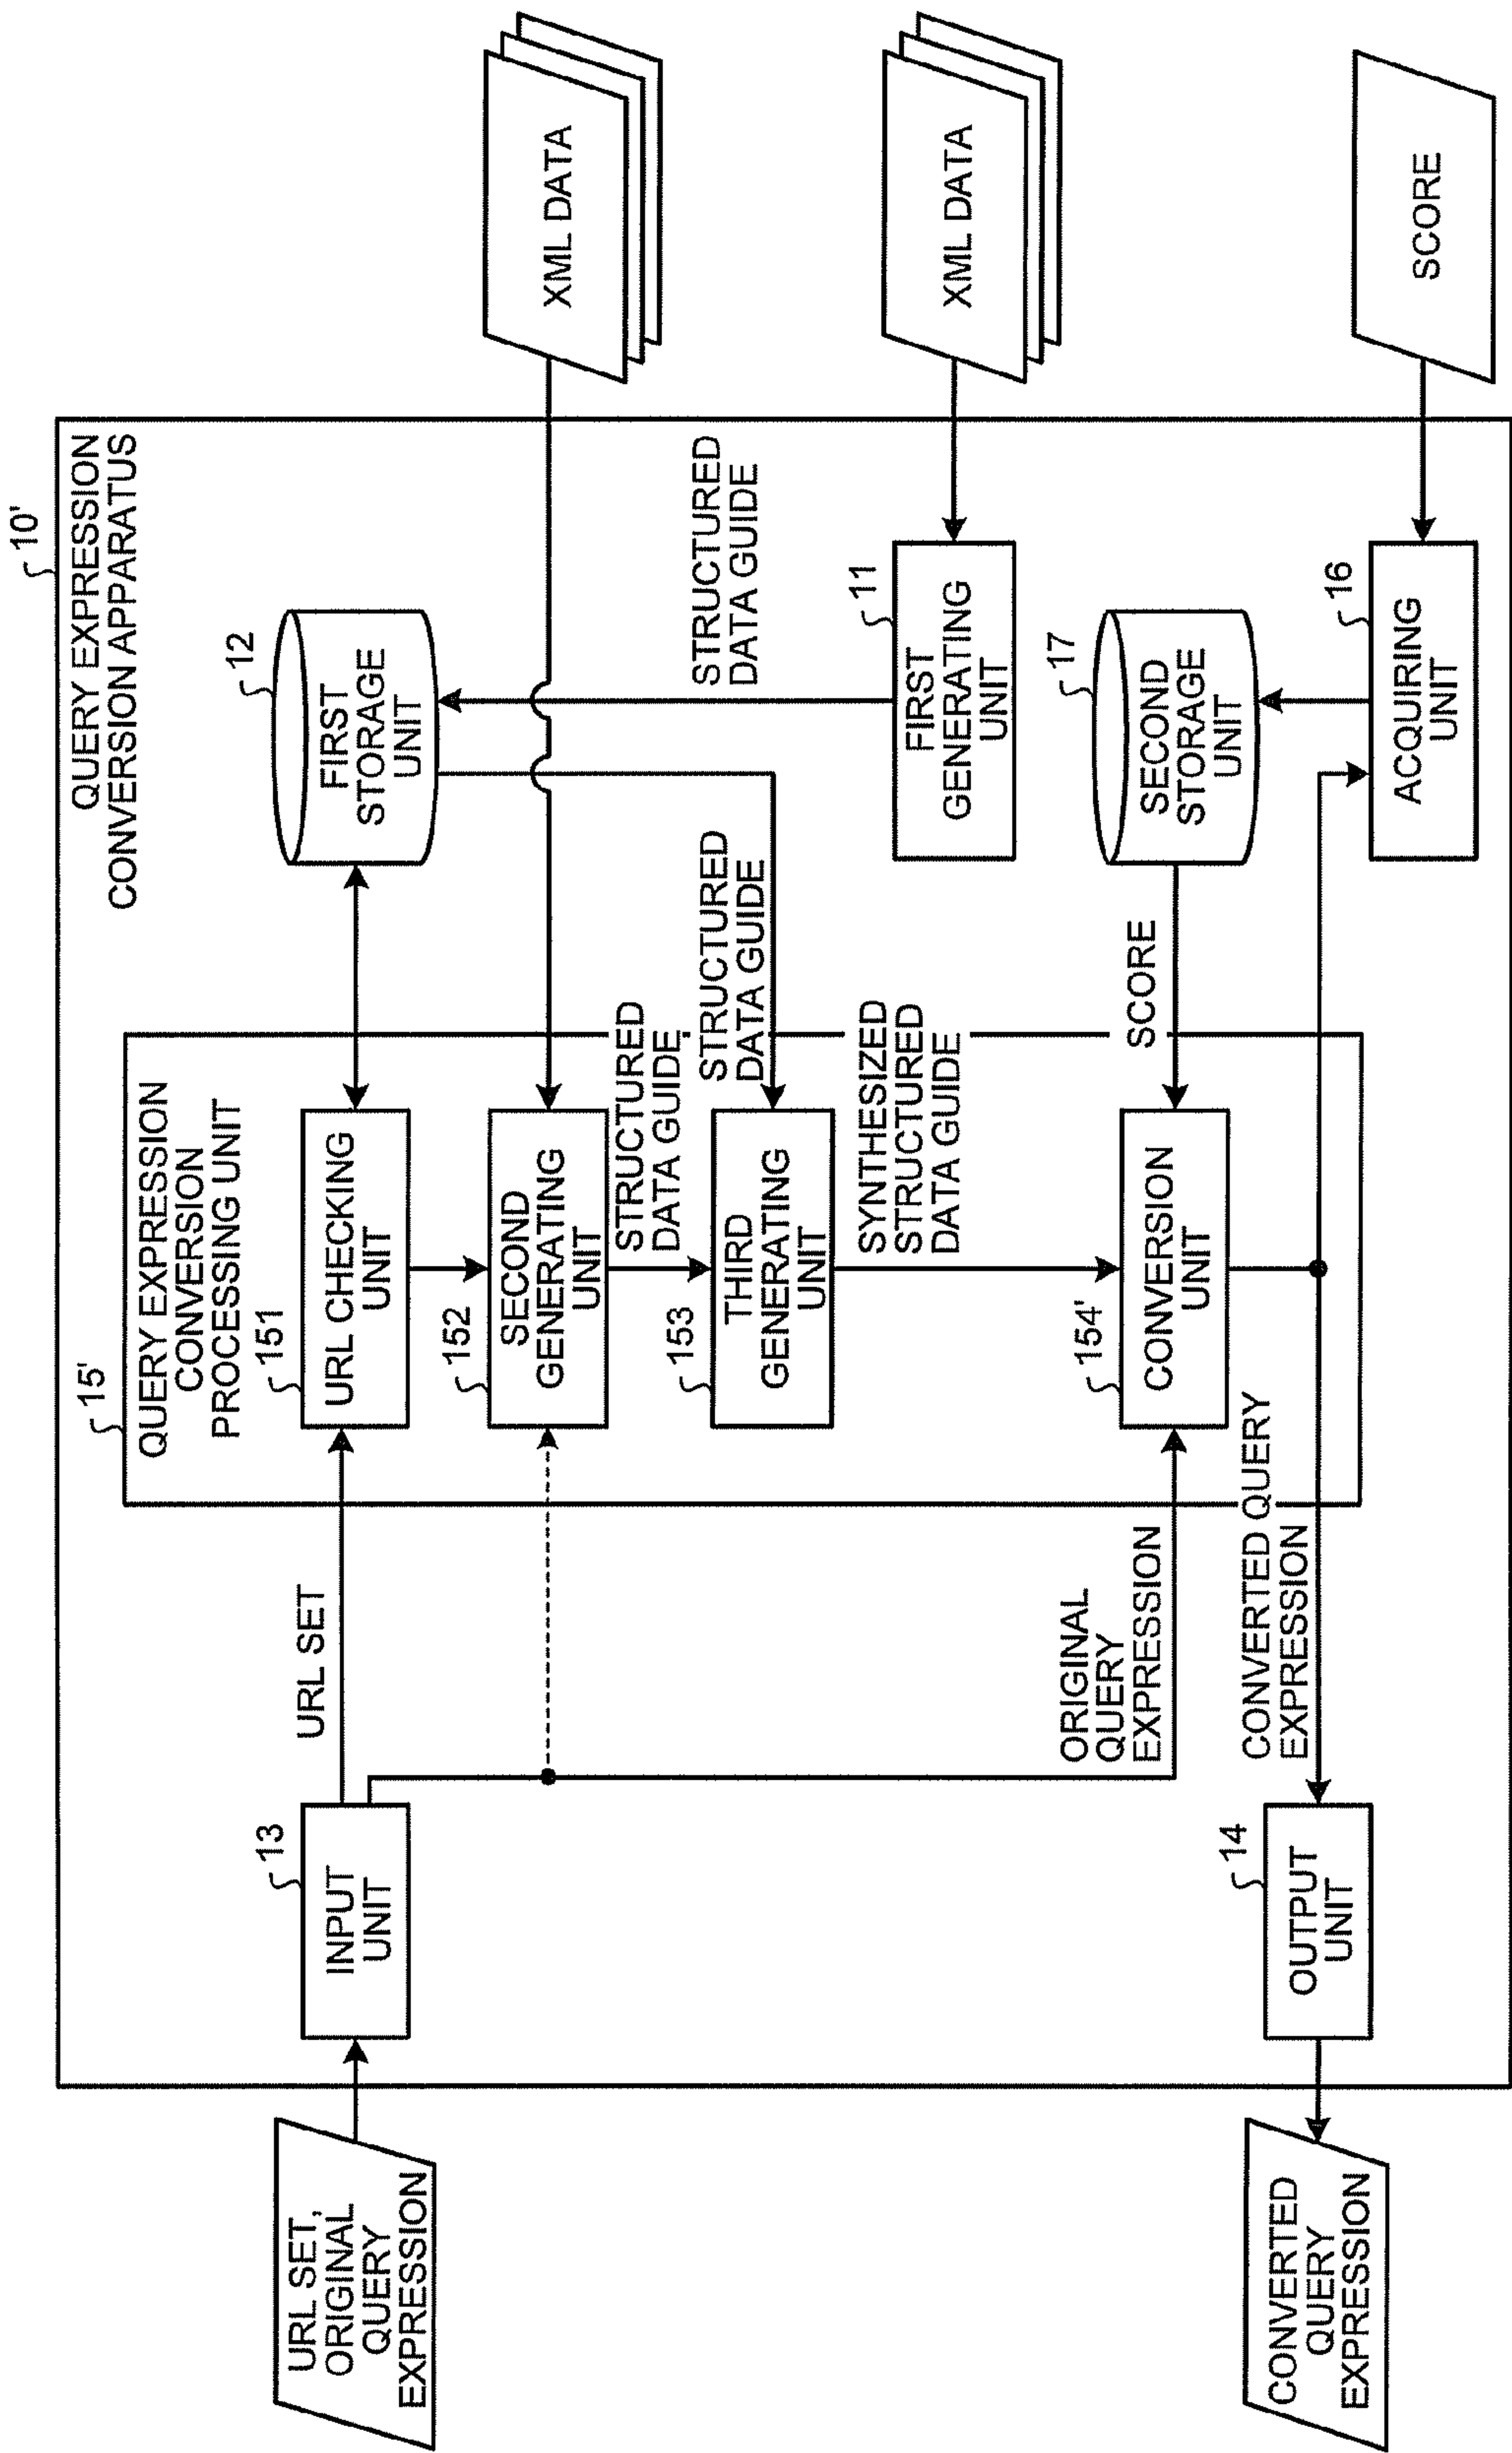 10'
QUERY EXPRESSION
CONVERSION APPARATUS
15'
QUERY EXPRESSION
CONVERSION
PROCESSING UNIT
URL SET,
ORIGINAL
QUERY
EXPRESSION
13
INPUT
UNIT
URL SET
151
URL CHECKING
UNIT
12
FIRST
STORAGE
UNIT
XML DATA
152
SECOND
GENERATING
UNIT
STRUCTURED
DATA GUIDE
STRUCTURED
DATA GUIDE
STRUCTURED
DATA GUIDE
153
THIRD
GENERATING
UNIT
11
FIRST
GENERATING
UNIT
XML DATA
SYNTHESIZED
STRUCTURED
DATA GUIDE
ORIGINAL
QUERY
EXPRESSION
154'
CONVERSION
UNIT
SCORE
17
SECOND
STORAGE
UNIT
CONVERTED QUERY
EXPRESSION
14
OUTPUT
UNIT
CONVERTED
QUERY
EXPRESSION
16
ACQUIRING
UNIT
SCORE